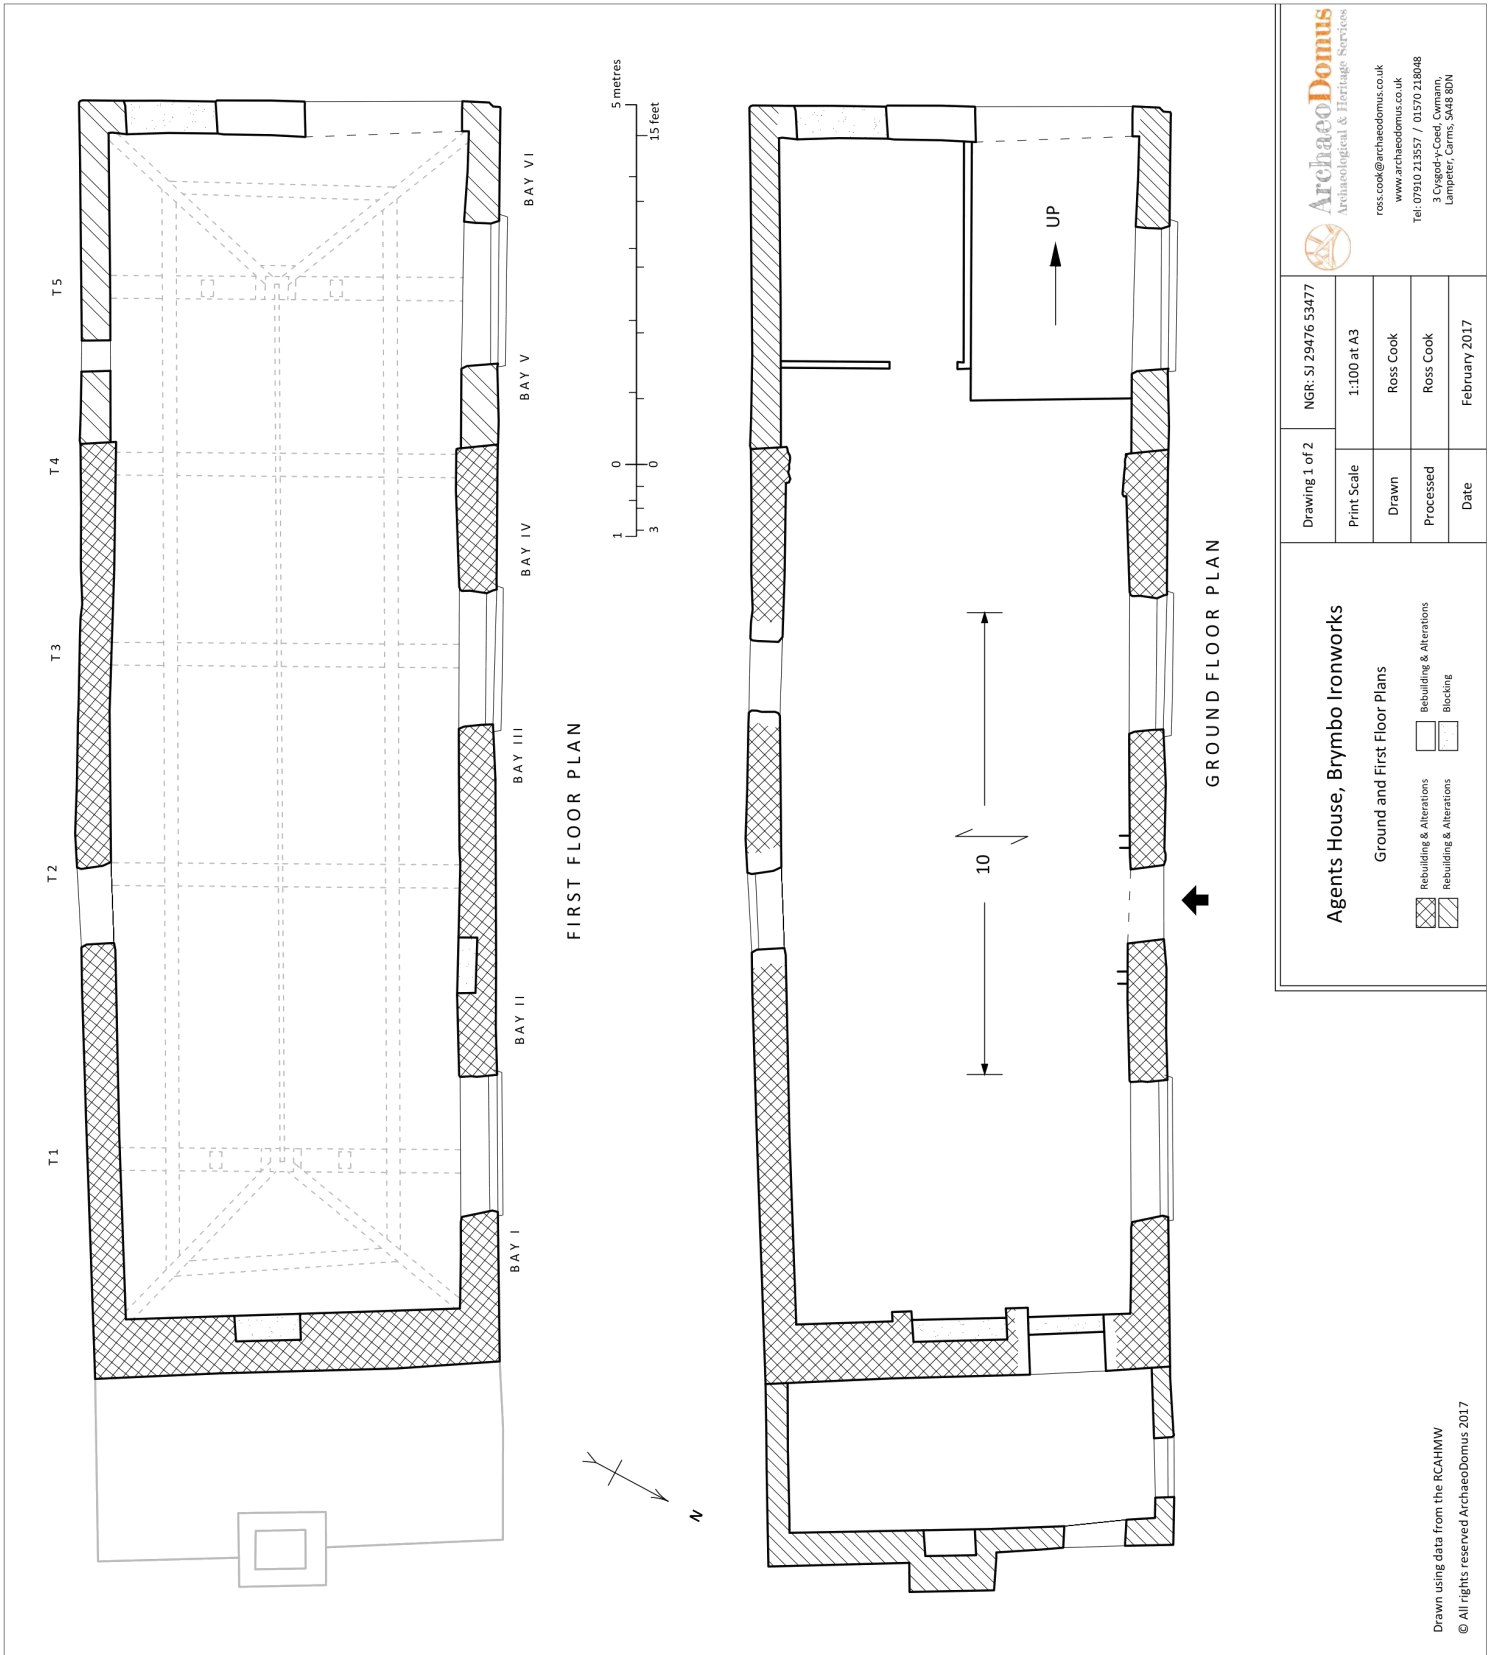 T 1
T 2
T 3
T 4
T 5
BAY I
BAY II
BAY III
BAY IV
BAY V
BAY VI
FIRST FLOOR PLAN
1
0
5 metres
3
0
15 feet
N
10
UP
GROUND FLOOR PLAN
Agents House, Brymbo Ironworks
Ground and First Floor Plans
Rebuilding & Alterations
Bebuilding & Alterations
Rebuilding & Alterations
Blocking
Drawing 1 of 2
NGR: SJ 29476 53477
Print Scale
1:100 at A3
Drawn
Ross Cook
Processed
Ross Cook
Date
February 2017
ArchaeoDomus
Archaeological & Heritage Services
ross.cook@archaeodomus.co.uk
www.archaeodomus.co.uk
Tel: 07910 213557 / 01570 218048
3 Cysgod-y-Coed, Cwmann,
Lampeter, Carms, SA48 8DN
Drawn using data from the RCAHMW
© All rights reserved ArchaeoDomus 2017